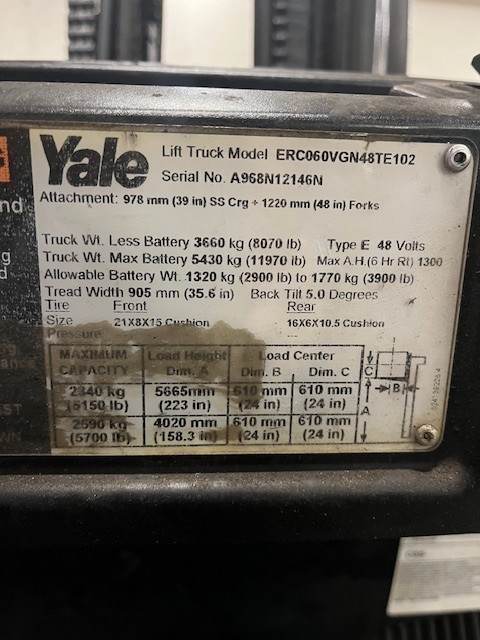 Yale
Lift Truck Model ERC060VGN48TE102
Serial No. A968N12146N
Attachment: 978 mm (39 in) SS Crg + 1220 mm (48 in) Forks
Truck Wt. Less Battery 3660 kg (8070 lb) Type E 48 Volts
Truck Wt. Max Battery 5430 kg (11970 lb) Max A.H.(6 Hr Rt) 1300
Allowable Battery Wt. 1320 kg (2900 lb) to 1770 kg (3900 lb)
Tread Width 905 mm (35.6 in) Back Tilt 5.0 Degrees
Tire Front Rear
Size 21X8X15 Cushion 16X6X10.5 Cushion
Pressure --- ---
MAXIMUM CAPACITY Load Height Dim. A Load Center Dim. B Dim. C
2340 kg 5665mm 610 mm 610 mm
(5150 lb) (223 in) (24 in) (24 in)
2590 kg 4020 mm 610 mm 610 mm
(5700 lb) (158.3 in) (24 in) (24 in)
C
B
A